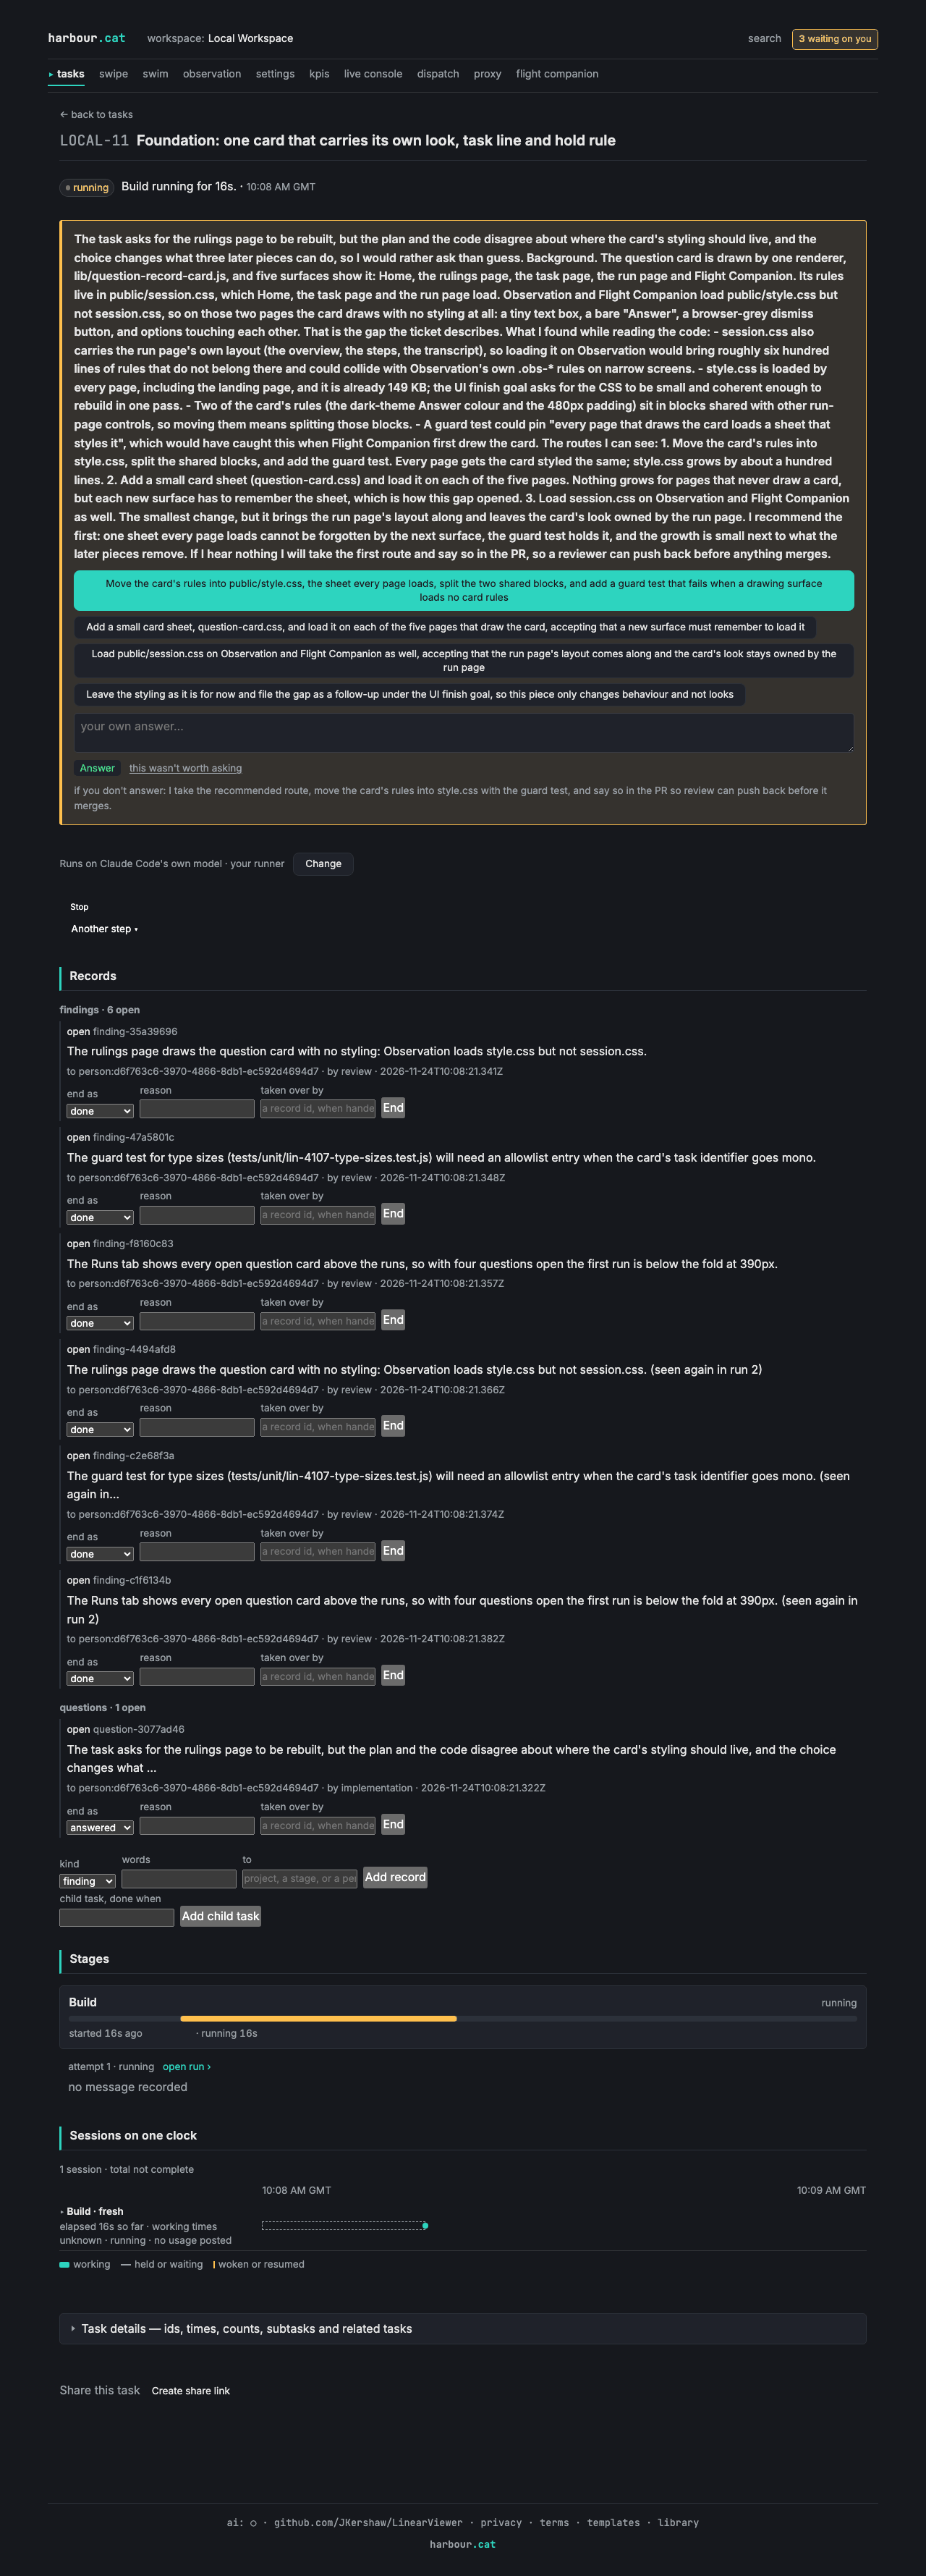 harbour.cat workspace: Local Workspace search 3 waiting on you
▸ tasks swipe swim observation settings kpis live console dispatch proxy flight companion
← back to tasks
LOCAL-11 Foundation: one card that carries its own look, task line and hold rule
running Build running for 16s. · 10:08 AM GMT
The task asks for the rulings page to be rebuilt, but the plan and the code disagree about where the card's styling should live, and the
choice changes what three later pieces can do, so I would rather ask than guess. Background. The question card is drawn by one renderer,
lib/question-record-card.js, and five surfaces show it: Home, the rulings page, the task page, the run page and Flight Companion. Its rules
live in public/session.css, which Home, the task page and the run page load. Observation and Flight Companion load public/style.css but
not session.css, so on those two pages the card draws with no styling at all: a tiny text box, a bare "Answer", a browser-grey dismiss
button, and options touching each other. That is the gap the ticket describes. What I found while reading the code: - session.css also
carries the run page's own layout (the overview, the steps, the transcript), so loading it on Observation would bring roughly six hundred
lines of rules that do not belong there and could collide with Observation's own .obs-* rules on narrow screens. - style.css is loaded by
every page, including the landing page, and it is already 149 KB; the UI finish goal asks for the CSS to be small and coherent enough to
rebuild in one pass. - Two of the card's rules (the dark-theme Answer colour and the 480px padding) sit in blocks shared with other run-
page controls, so moving them means splitting those blocks. - A guard test could pin "every page that draws the card loads a sheet that
styles it", which would have caught this when Flight Companion first drew the card. The routes I can see: 1. Move the card's rules into
style.css, split the shared blocks, and add the guard test. Every page gets the card styled the same; style.css grows by about a hundred
lines. 2. Add a small card sheet (question-card.css) and load it on each of the five pages. Nothing grows for pages that never draw a card,
but each new surface has to remember the sheet, which is how this gap opened. 3. Load session.css on Observation and Flight Companion
as well. The smallest change, but it brings the run page's layout along and leaves the card's look owned by the run page. I recommend the
first: one sheet every page loads cannot be forgotten by the next surface, the guard test holds it, and the growth is small next to what the
later pieces remove. If I hear nothing I will take the first route and say so in the PR, so a reviewer can push back before anything merges.
Move the card's rules into public/style.css, the sheet every page loads, split the two shared blocks, and add a guard test that fails when a drawing surface
loads no card rules
Add a small card sheet, question-card.css, and load it on each of the five pages that draw the card, accepting that a new surface must remember to load it
Load public/session.css on Observation and Flight Companion as well, accepting that the run page's layout comes along and the card's look stays owned by the
run page
Leave the styling as it is for now and file the gap as a follow-up under the UI finish goal, so this piece only changes behaviour and not looks
your own answer...
Answer this wasn't worth asking
if you don't answer: I take the recommended route, move the card's rules into style.css with the guard test, and say so in the PR so review can push back before it
merges.
Runs on Claude Code's own model · your runner Change
Stop
Another step ▾
Records
findings · 6 open
open finding-35a39696
The rulings page draws the question card with no styling: Observation loads style.css but not session.css.
to person:d6f763c6-3970-4866-8db1-ec592d4694d7 · by review · 2026-11-24T10:08:21.341Z
end as reason taken over by
done a record id, when hande End
open finding-47a5801c
The guard test for type sizes (tests/unit/lin-4107-type-sizes.test.js) will need an allowlist entry when the card's task identifier goes mono.
to person:d6f763c6-3970-4866-8db1-ec592d4694d7 · by review · 2026-11-24T10:08:21.348Z
end as reason taken over by
done a record id, when hande End
open finding-f8160c83
The Runs tab shows every open question card above the runs, so with four questions open the first run is below the fold at 390px.
to person:d6f763c6-3970-4866-8db1-ec592d4694d7 · by review · 2026-11-24T10:08:21.357Z
end as reason taken over by
done a record id, when hande End
open finding-4494afd8
The rulings page draws the question card with no styling: Observation loads style.css but not session.css. (seen again in run 2)
to person:d6f763c6-3970-4866-8db1-ec592d4694d7 · by review · 2026-11-24T10:08:21.366Z
end as reason taken over by
done a record id, when hande End
open finding-c2e68f3a
The guard test for type sizes (tests/unit/lin-4107-type-sizes.test.js) will need an allowlist entry when the card's task identifier goes mono. (seen
again in...
to person:d6f763c6-3970-4866-8db1-ec592d4694d7 · by review · 2026-11-24T10:08:21.374Z
end as reason taken over by
done a record id, when hande End
open finding-c1f6134b
The Runs tab shows every open question card above the runs, so with four questions open the first run is below the fold at 390px. (seen again in
run 2)
to person:d6f763c6-3970-4866-8db1-ec592d4694d7 · by review · 2026-11-24T10:08:21.382Z
end as reason taken over by
done a record id, when hande End
questions · 1 open
open question-3077ad46
The task asks for the rulings page to be rebuilt, but the plan and the code disagree about where the card's styling should live, and the choice
changes what ...
to person:d6f763c6-3970-4866-8db1-ec592d4694d7 · by implementation · 2026-11-24T10:08:21.322Z
end as reason taken over by
answered a record id, when hande End
kind words to
finding project, a stage, or a per Add record
child task, done when
Add child task
Stages
Build running
started 16s ago · running 16s
attempt 1 · running open run ›
no message recorded
Sessions on one clock
1 session · total not complete
10:08 AM GMT 10:09 AM GMT
▸ Build · fresh
elapsed 16s so far · working times
unknown · running · no usage posted
working held or waiting woken or resumed
Task details — ids, times, counts, subtasks and related tasks
Share this task Create share link
ai: ○ · github.com/JKershaw/LinearViewer · privacy · terms · templates · library
harbour.cat